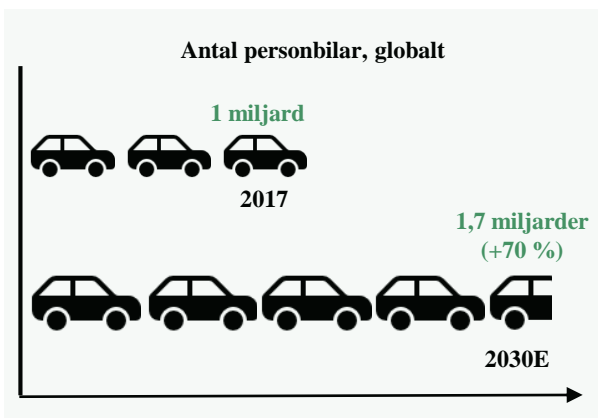 Antal personbilar, globalt
1 miljard
2017
1,7 miljarder
(+70 %)
2030E